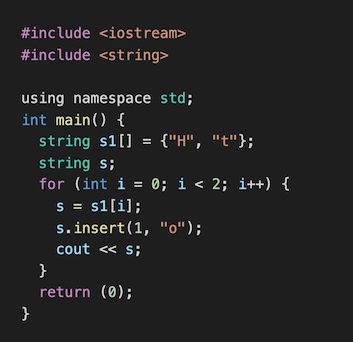 #include <iostream>
#include <string>

using namespace std;
int main() {
  string s1[] = {"H", "t"};
  string s;
  for (int i = 0; i < 2; i++) {
    s = s1[i];
    s.insert(1, "o");
    cout << s;
  }
  return (0);
}